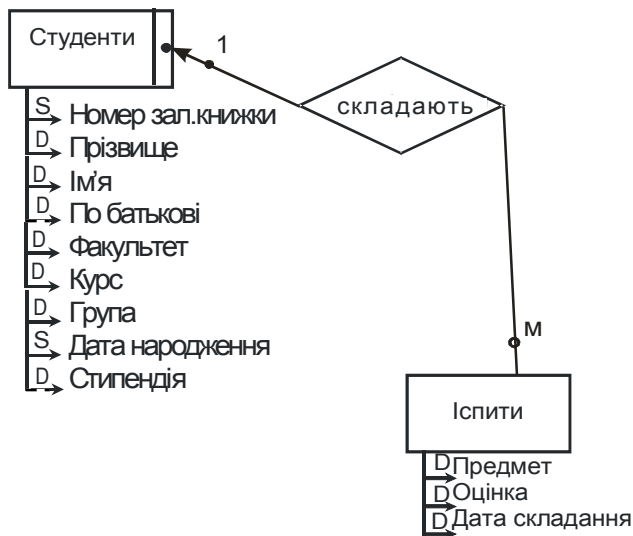 Студенти
1
складають
S Номер зал.книжки
D Прізвище
D Ім'я
D По батькові
D Факультет
D Курс
D Група
S Дата народження
D Стипендія
м
Іспити
D Предмет
D Оцінка
D Дата складання